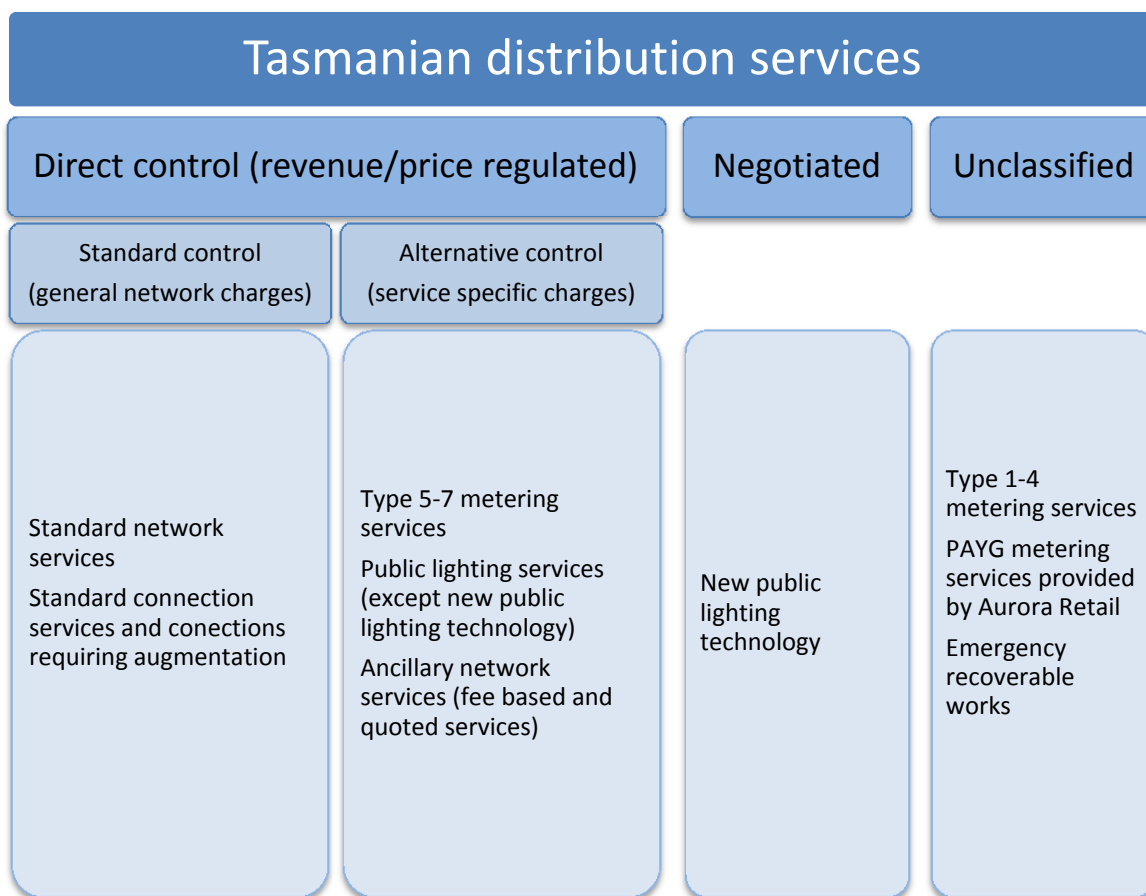 Tasmanian distribution services
Direct control (revenue/price regulated)
Negotiated
Unclassified
Standard control
(general network charges)
Alternative control
(service specific charges)
Standard network
services
Standard connection
services and conections
requiring augmentation
Type 5-7 metering
services
Public lighting services
(except new public
lighting technology)
Ancillary network
services (fee based and
quoted services)
New public
lighting
technology
Type 1-4
metering services
PAYG metering
services provided
by Aurora Retail
Emergency
recoverable
works